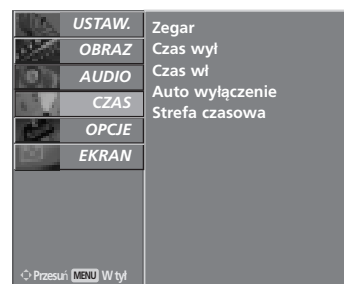 USTAW.
OBRAZ
AUDIO
CZAS
OPCJE
EKRAN
Zegar
Czas wył
Czas wł
Auto wyłączenie
Strefa czasowa
Przesuń MENU W tył